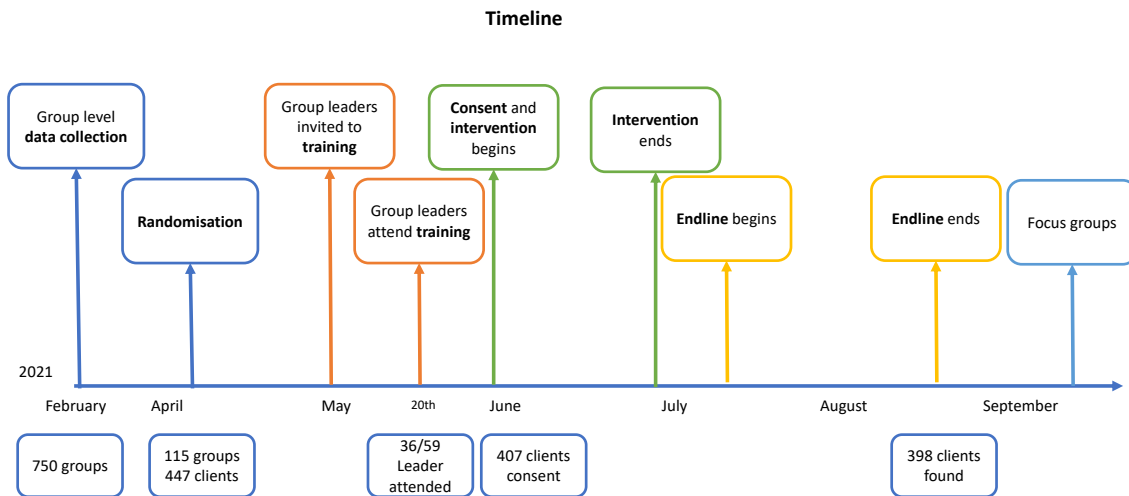 Timeline
Group level
data collection
Randomisation
Group leaders
invited to
training
Group leaders
attend training
Consent and
intervention
begins
Intervention
ends
Endline begins
Endline ends
Focus groups
2021
February
April
May
20th
June
July
August
September
750 groups
115 groups
447 clients
36/59
Leader
attended
407 clients
consent
398 clients
found